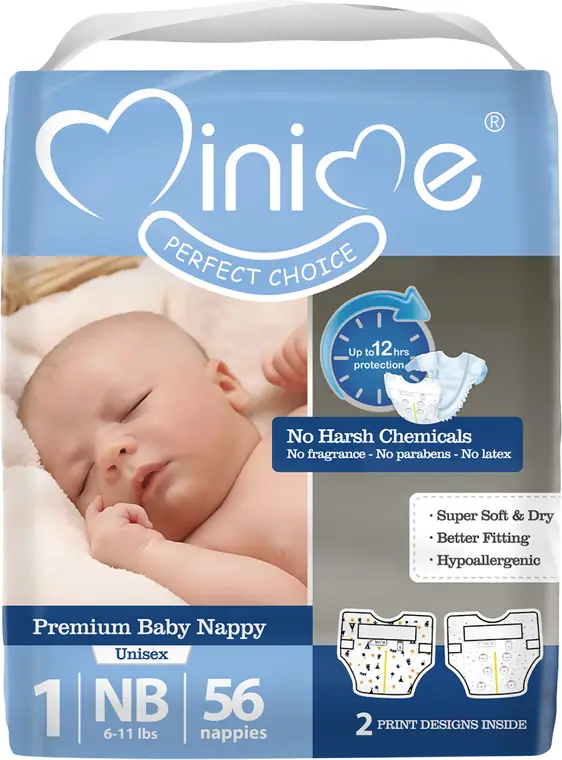 Minime®
PERFECT CHOICE
Up to 12 hrs
protection
No Harsh Chemicals
No fragrance - No parabens - No latex
· Super Soft & Dry
· Better Fitting
· Hypoallergenic
Premium Baby Nappy
Unisex
1 NB 56
6-11 lbs nappies
2 PRINT DESIGNS INSIDE